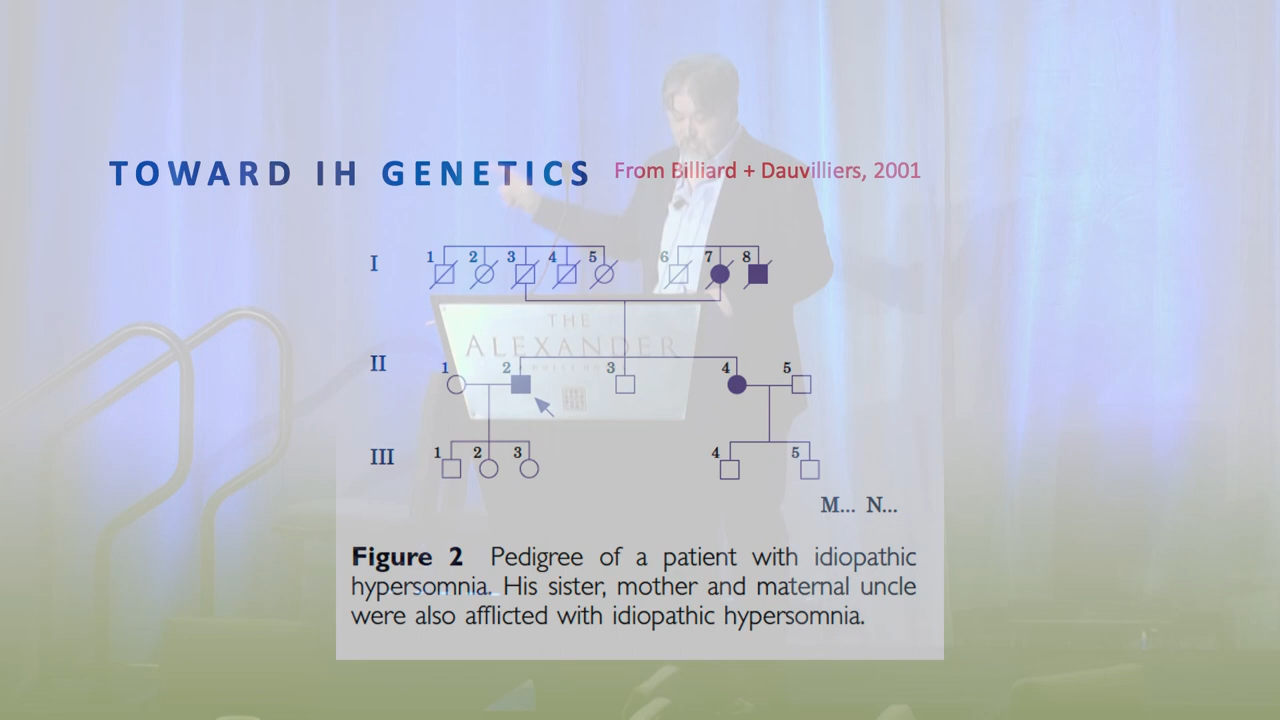 TOWARD IH GENETICS From Billiard + Dauvilliers, 2001
I 1 2 3 4 5 6 7 8
THE
ALEXANDER
II 1 2 3 4 5
III 1 2 3 4 5
M... N...
Figure 2 Pedigree of a patient with idiopathic
hypersomnia. His sister, mother and maternal uncle
were also afflicted with idiopathic hypersomnia.